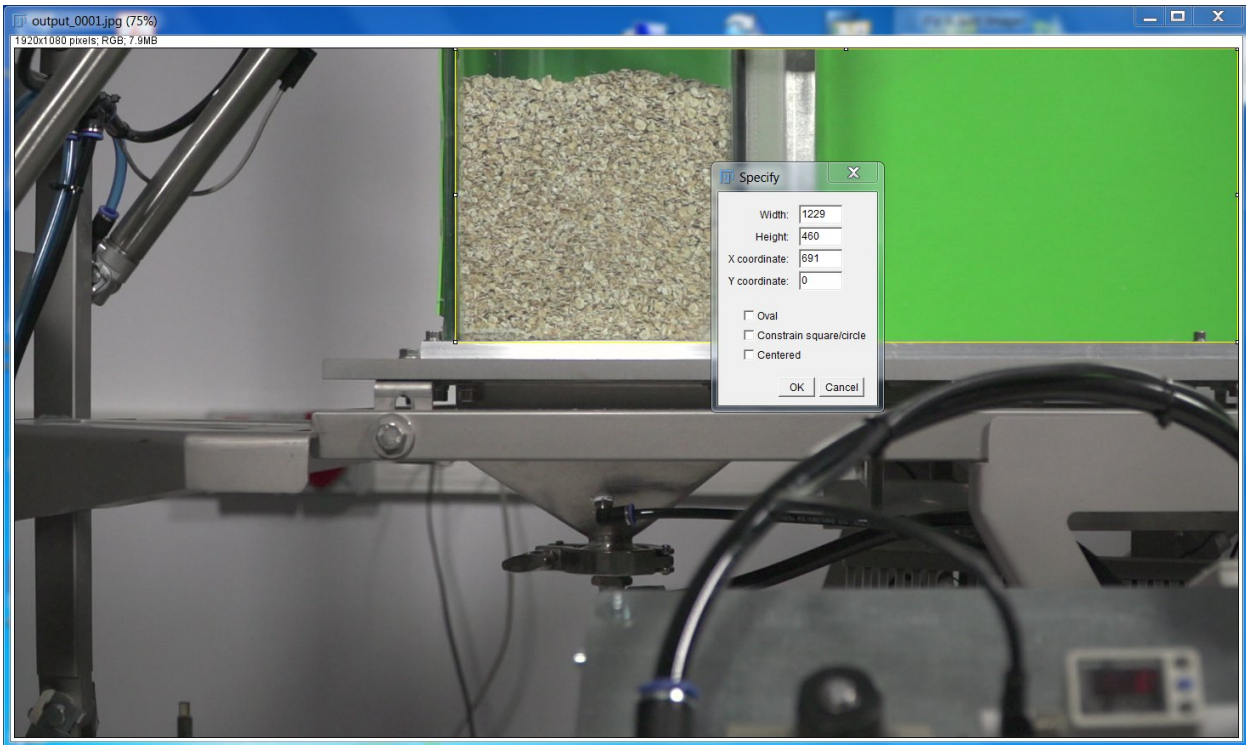 output_0001.jpg (75%)
1920x1080 pixels; RGB; 7.9MB
Specify
Width: 1229
Height: 460
X coordinate: 691
Y coordinate: 0
Oval
Constrain square/circle
Centered
OK Cancel